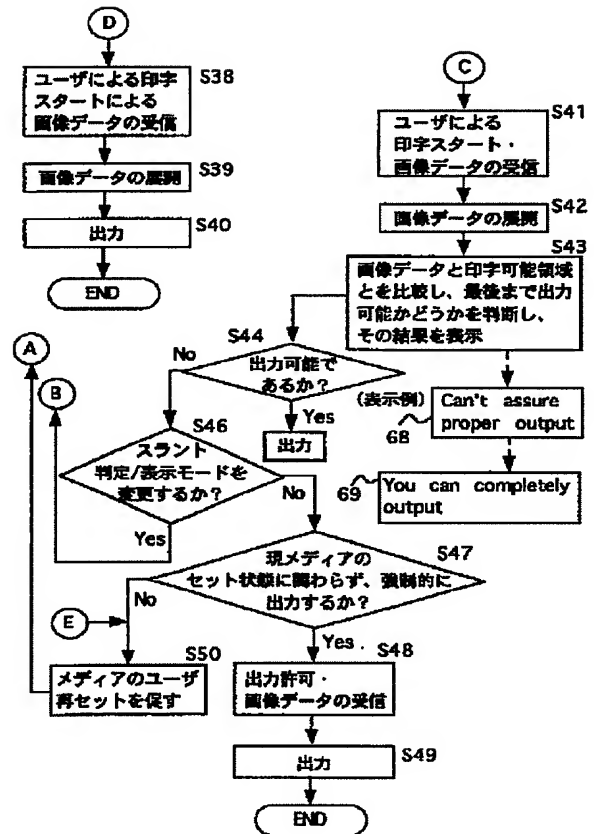 D
ユーザによる印字
スタートによる
画像データの受信
S38
画像データの展開
S39
出力
S40
END
C
ユーザによる
印字スタート・
画像データの受信
S41
画像データの展開
S42
S43
画像データと印字可能領域
とを比較し、最後まで出力
可能かどうかを判断し、
その結果を表示
S44
出力可能で
あるか？
No
Yes
出力
(表示例)
68
Can't assure
proper output
69
You can completely
output
A
B
S46
スラント
判定/表示モードを
変更するか？
No
Yes
S47
現メディアの
セット状態に関わらず、強制的に
出力するか？
No
Yes
E
S50
メディアのユーザ
再セットを促す
S48
出力許可・
画像データの受信
出力
S49
END